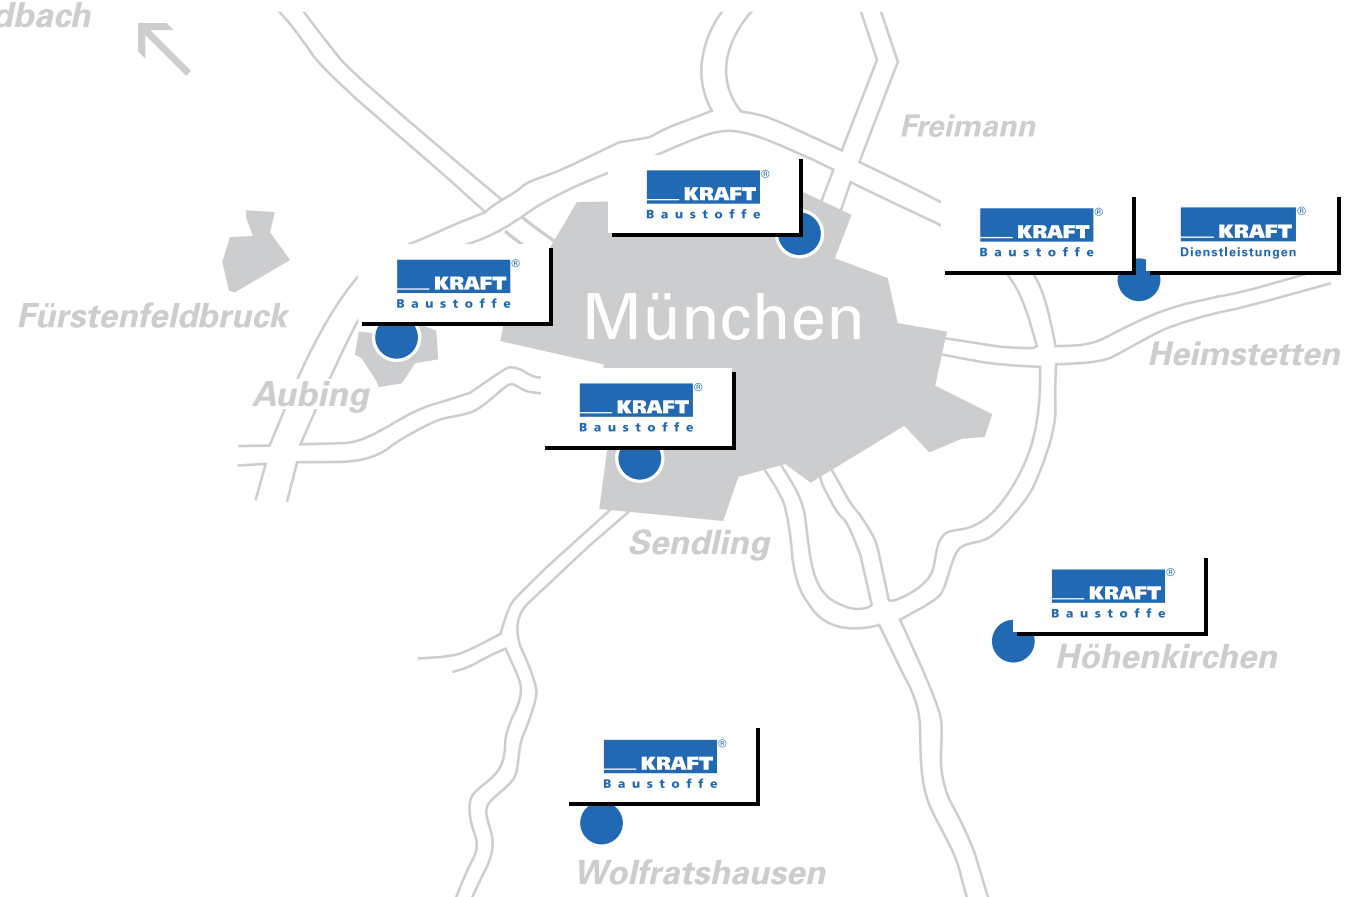 dbach
Freimann
KRAFT®
Baustoffe
KRAFT®
Baustoffe
KRAFT®
Dienstleistungen
KRAFT®
Baustoffe
Fürstenfeldbruck
München
Heimstetten
Aubing
KRAFT®
Baustoffe
Sendling
KRAFT®
Baustoffe
Höhenkirchen
KRAFT®
Baustoffe
Wolfratshausen